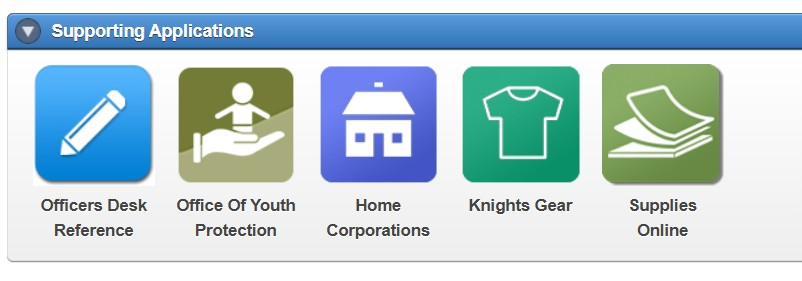 Supporting Applications
Officers Desk
Reference
Office Of Youth
Protection
Home
Corporations
Knights Gear
Supplies
Online